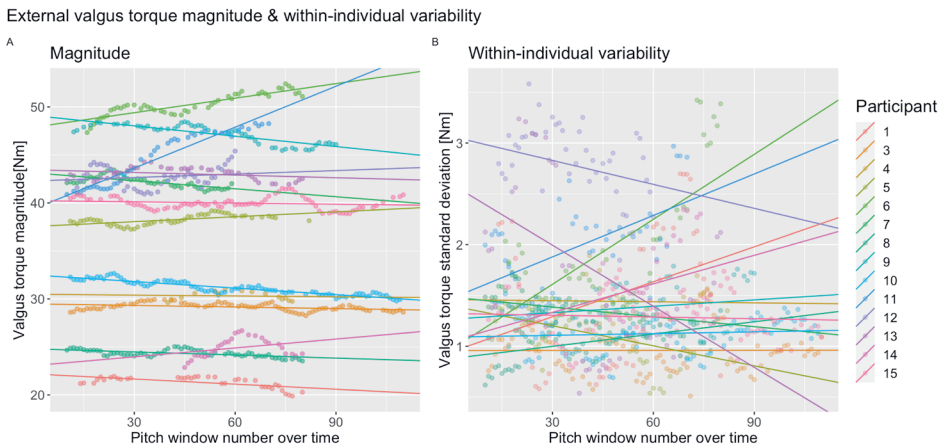 External valgus torque magnitude & within-individual variability
A
Magnitude
Valgus torque magnitude[Nm]
50
40
30
20
30
60
90
Pitch window number over time
B
Within-individual variability
Valgus torque standard deviation [Nm]
3
2
1
30
60
90
Pitch window number over time
Participant
1
3
4
5
6
7
8
9
10
11
12
13
14
15